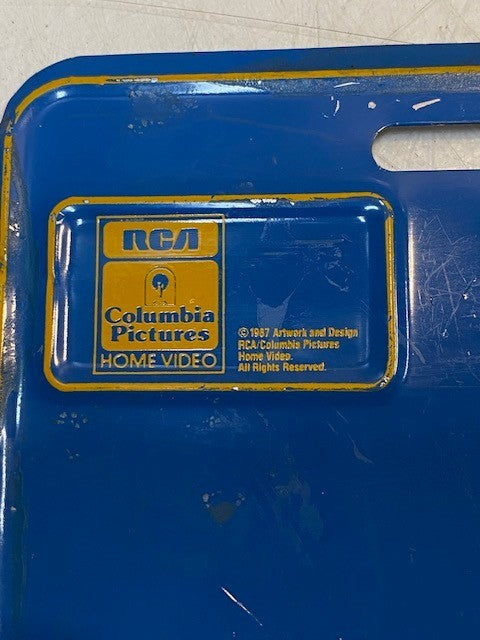 RCA
Columbia
Pictures
HOME VIDEO
© 1987 Artwork and Design
RCA/Columbia Pictures
Home Video.
All Rights Reserved.